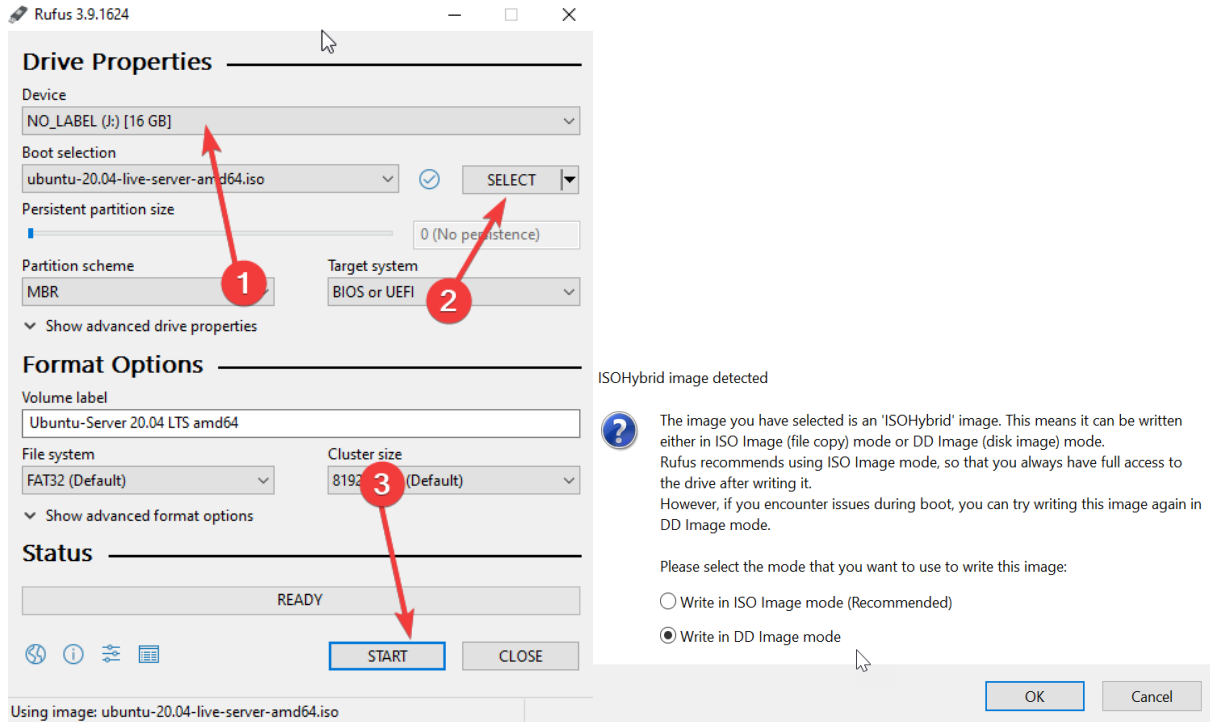 Rufus 3.9.1624
Drive Properties
Device
NO_LABEL (J:) [16 GB]
Boot selection
ubuntu-20.04-live-server-amd64.iso
SELECT
Persistent partition size
0 (No persistence)
Partition scheme
Target system
MBR
BIOS or UEFI
1
2
Show advanced drive properties
Format Options
Volume label
Ubuntu-Server 20.04 LTS amd64
File system
Cluster size
FAT32 (Default)
8192 (Default)
3
Show advanced format options
Status
READY
START
CLOSE
Using image: ubuntu-20.04-live-server-amd64.iso
ISOHybrid image detected
?
The image you have selected is an 'ISOHybrid' image. This means it can be written
either in ISO Image (file copy) mode or DD Image (disk image) mode.
Rufus recommends using ISO Image mode, so that you always have full access to
the drive after writing it.
However, if you encounter issues during boot, you can try writing this image again in
DD Image mode.
Please select the mode that you want to use to write this image:
Write in ISO Image mode (Recommended)
Write in DD Image mode
OK
Cancel